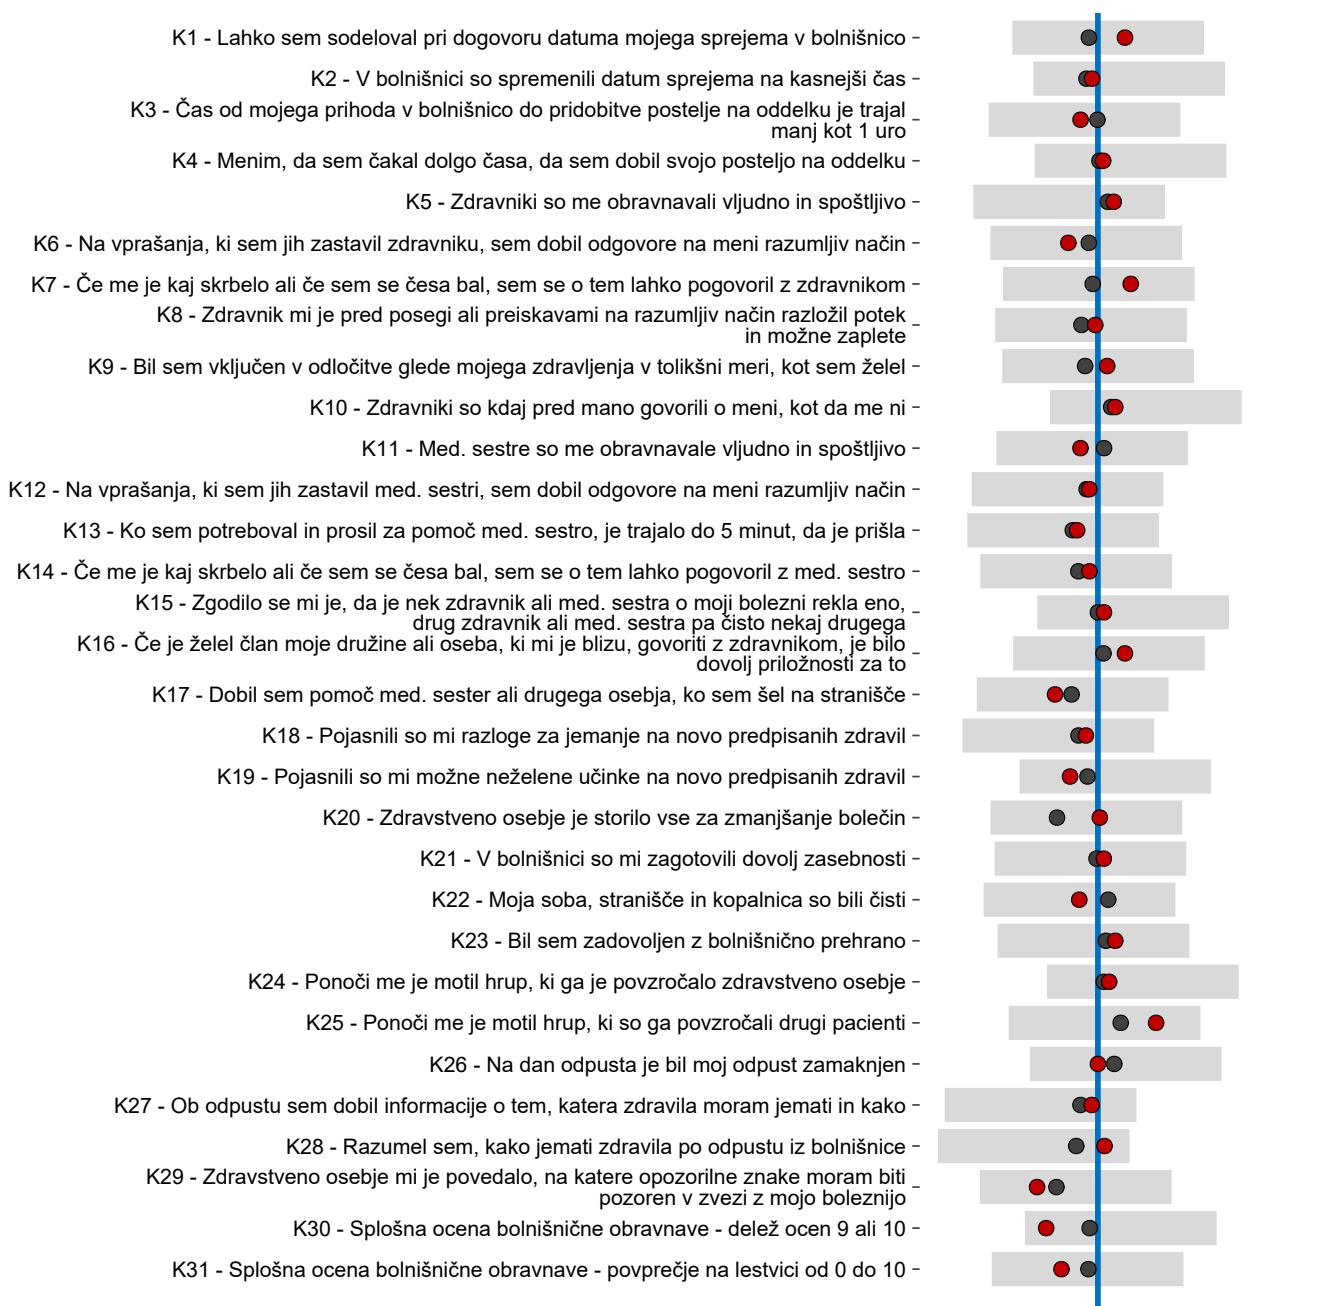 K1 - Lahko sem sodeloval pri dogovoru datuma mojega sprejema v bolnišnico
K2 - V bolnišnici so spremenili datum sprejema na kasnejši čas
K3 - Čas od mojega prihoda v bolnišnico do pridobitve postelje na oddelku je trajal
manj kot 1 uro
K4 - Menim, da sem čakal dolgo časa, da sem dobil svojo posteljo na oddelku
K5 - Zdravniki so me obravnavali vljudno in spoštljivo
K6 - Na vprašanja, ki sem jih zastavil zdravniku, sem dobil odgovore na meni razumljiv način
K7 - Če me je kaj skrbelo ali če sem se česa bal, sem se o tem lahko pogovoril z zdravnikom
K8 - Zdravnik mi je pred posegi ali preiskavami na razumljiv način razložil potek
in možne zaplete
K9 - Bil sem vključen v odločitve glede mojega zdravljenja v tolikšni meri, kot sem želel
K10 - Zdravniki so kdaj pred mano govorili o meni, kot da me ni
K11 - Med. sestre so me obravnavale vljudno in spoštljivo
K12 - Na vprašanja, ki sem jih zastavil med. sestri, sem dobil odgovore na meni razumljiv način
K13 - Ko sem potreboval in prosil za pomoč med. sestro, je trajalo do 5 minut, da je prišla
K14 - Če me je kaj skrbelo ali če sem se česa bal, sem se o tem lahko pogovoril z med. sestro
K15 - Zgodilo se mi je, da je nek zdravnik ali med. sestra o moji bolezni rekla eno,
drug zdravnik ali med. sestra pa čisto nekaj drugega
K16 - Če je želel član moje družine ali oseba, ki mi je blizu, govoriti z zdravnikom, je bilo
dovolj priložnosti za to
K17 - Dobil sem pomoč med. sester ali drugega osebja, ko sem šel na stranišče
K18 - Pojasnili so mi razloge za jemanje na novo predpisanih zdravil
K19 - Pojasnili so mi možne neželene učinke na novo predpisanih zdravil
K20 - Zdravstveno osebje je storilo vse za zmanjšanje bolečin
K21 - V bolnišnici so mi zagotovili dovolj zasebnosti
K22 - Moja soba, stranišče in kopalnica so bili čisti
K23 - Bil sem zadovoljen z bolnišnično prehrano
K24 - Ponoči me je motil hrup, ki ga je povzročalo zdravstveno osebje
K25 - Ponoči me je motil hrup, ki so ga povzročali drugi pacienti
K26 - Na dan odpusta je bil moj odpust zamaknjen
K27 - Ob odpustu sem dobil informacije o tem, katera zdravila moram jemati in kako
K28 - Razumel sem, kako jemati zdravila po odpustu iz bolnišnice
K29 - Zdravstveno osebje mi je povedalo, na katere opozorilne znake moram biti
pozoren v zvezi z mojo boleznijo
K30 - Splošna ocena bolnišnične obravnave - delež ocen 9 ali 10
K31 - Splošna ocena bolnišnične obravnave - povprečje na lestvici od 0 do 10